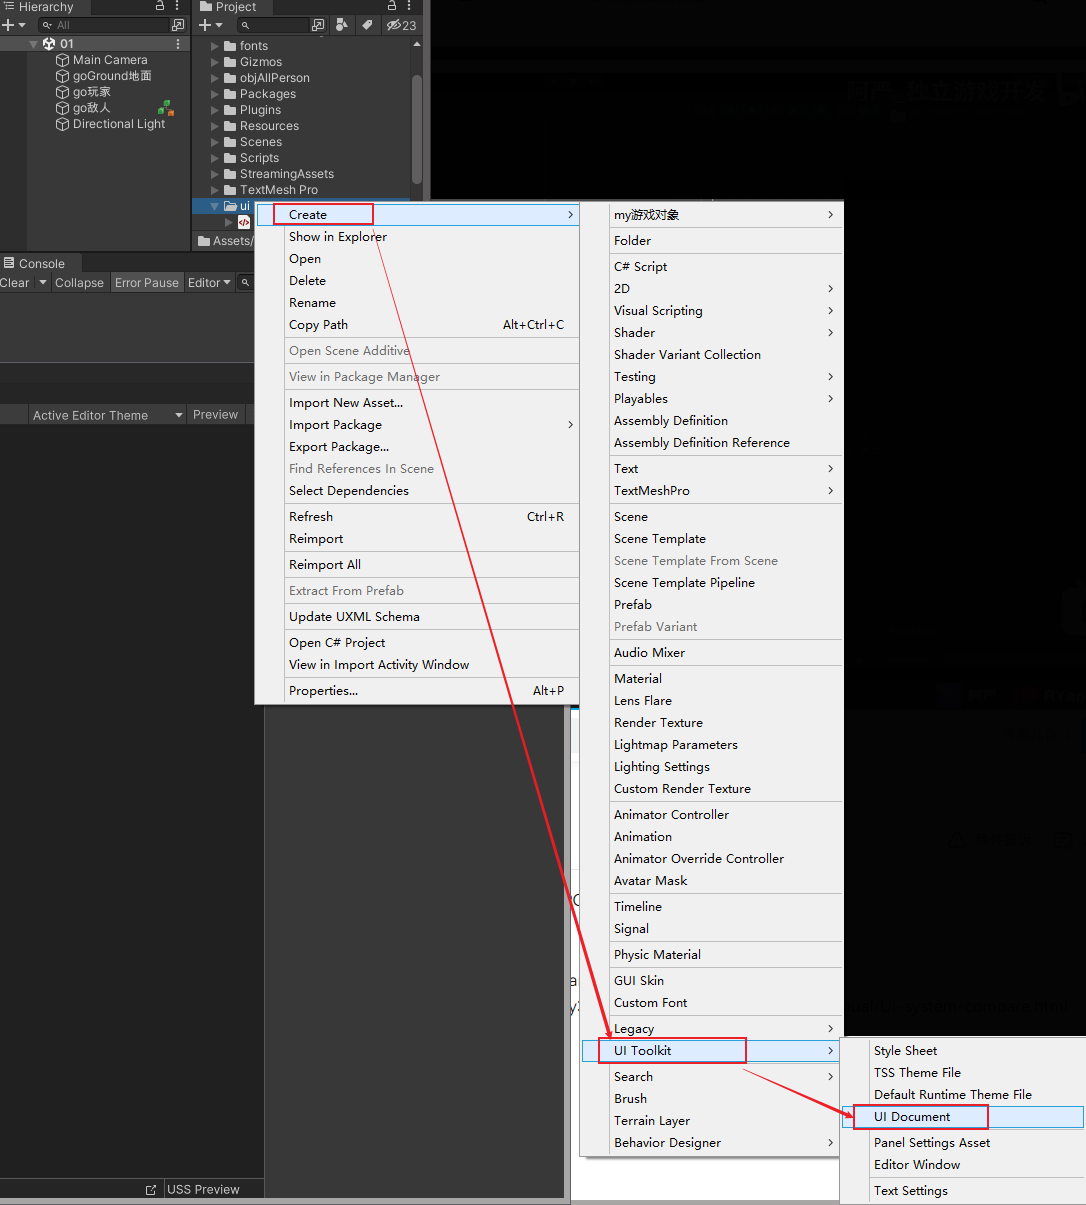 Hierarchy
All
01
Main Camera
goGround地面
go玩家
go敌人
Directional Light
Project
23
fonts
Gizmos
objAllPerson
Packages
Plugins
Resources
Scenes
Scripts
StreamingAssets
TextMesh Pro
ui
Assets/
Console
Clear
Collapse
Error Pause
Editor
Active Editor Theme
Preview
USS Preview
Create
Show in Explorer
Open
Delete
Rename
Copy Path Alt+Ctrl+C
Open Scene Additive
View in Package Manager
Import New Asset...
Import Package
Export Package...
Find References In Scene
Select Dependencies
Refresh Ctrl+R
Reimport
Reimport All
Extract From Prefab
Update UXML Schema
Open C# Project
View in Import Activity Window
Properties... Alt+P
my游戏对象
Folder
C# Script
2D
Visual Scripting
Shader
Shader Variant Collection
Testing
Playables
Assembly Definition
Assembly Definition Reference
Text
TextMeshPro
Scene
Scene Template
Scene Template From Scene
Scene Template Pipeline
Prefab
Prefab Variant
Audio Mixer
Material
Lens Flare
Render Texture
Lightmap Parameters
Lighting Settings
Custom Render Texture
Animator Controller
Animation
Animator Override Controller
Avatar Mask
Timeline
Signal
Physic Material
GUI Skin
Custom Font
Legacy
UI Toolkit
Search
Brush
Terrain Layer
Behavior Designer
Style Sheet
TSS Theme File
Default Runtime Theme File
UI Document
Panel Settings Asset
Editor Window
Text Settings